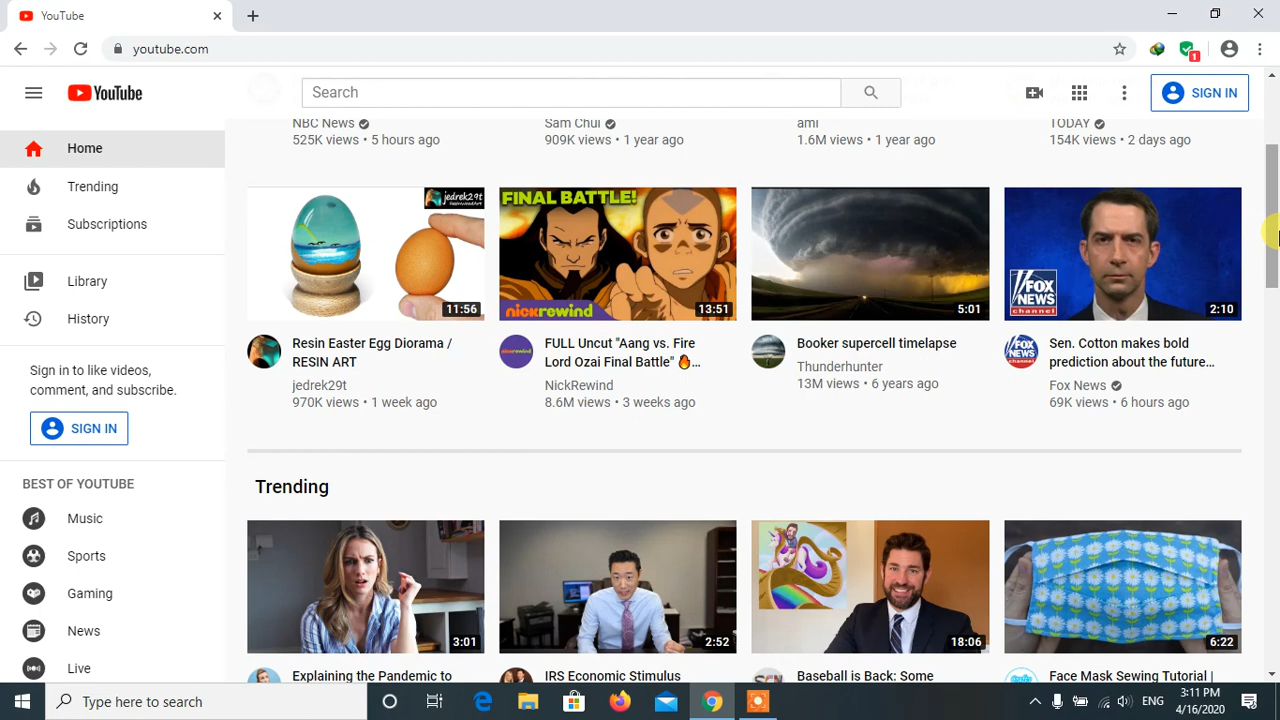 YouTube
youtube.com
1
YouTube
Search
SIGN IN
Home
Trending
Subscriptions
Library
History
Sign in to like videos,
comment, and subscribe.
SIGN IN
BEST OF YOUTUBE
Music
Sports
Gaming
News
Live
NBC News
525K views • 5 hours ago
Sam Chui
909K views • 1 year ago
ami
1.6M views • 1 year ago
TODAY
154K views • 2 days ago
jedrek29t
11:56
Resin Easter Egg Diorama /
RESIN ART
jedrek29t
970K views • 1 week ago
FINAL BATTLE!
nickrewind
13:51
FULL Uncut "Aang vs. Fire
Lord Ozai Final Battle" 🔥...
NickRewind
8.6M views • 3 weeks ago
5:01
Booker supercell timelapse
Thunderhunter
13M views • 6 years ago
FOX
NEWS
channel
2:10
FOX
NEWS
Sen. Cotton makes bold
prediction about the future...
Fox News
69K views • 6 hours ago
Trending
3:01
Explaining the Pandemic to
2:52
IRS Economic Stimulus
18:06
Baseball is Back: Some
6:22
Face Mask Sewing Tutorial |
Type here to search
ENG
3:11 PM
4/16/2020